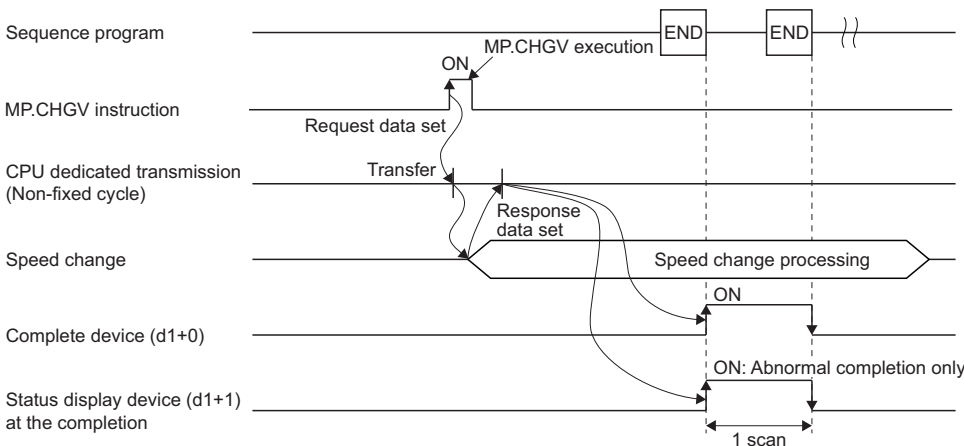 Sequence program
END
END
MP.CHGV execution
ON
MP.CHGV instruction
Request data set
CPU dedicated transmission
(Non-fixed cycle)
Transfer
Response
data set
Speed change
Speed change processing
ON
Complete device (d1+0)
ON: Abnormal completion only
Status display device (d1+1)
at the completion
1 scan